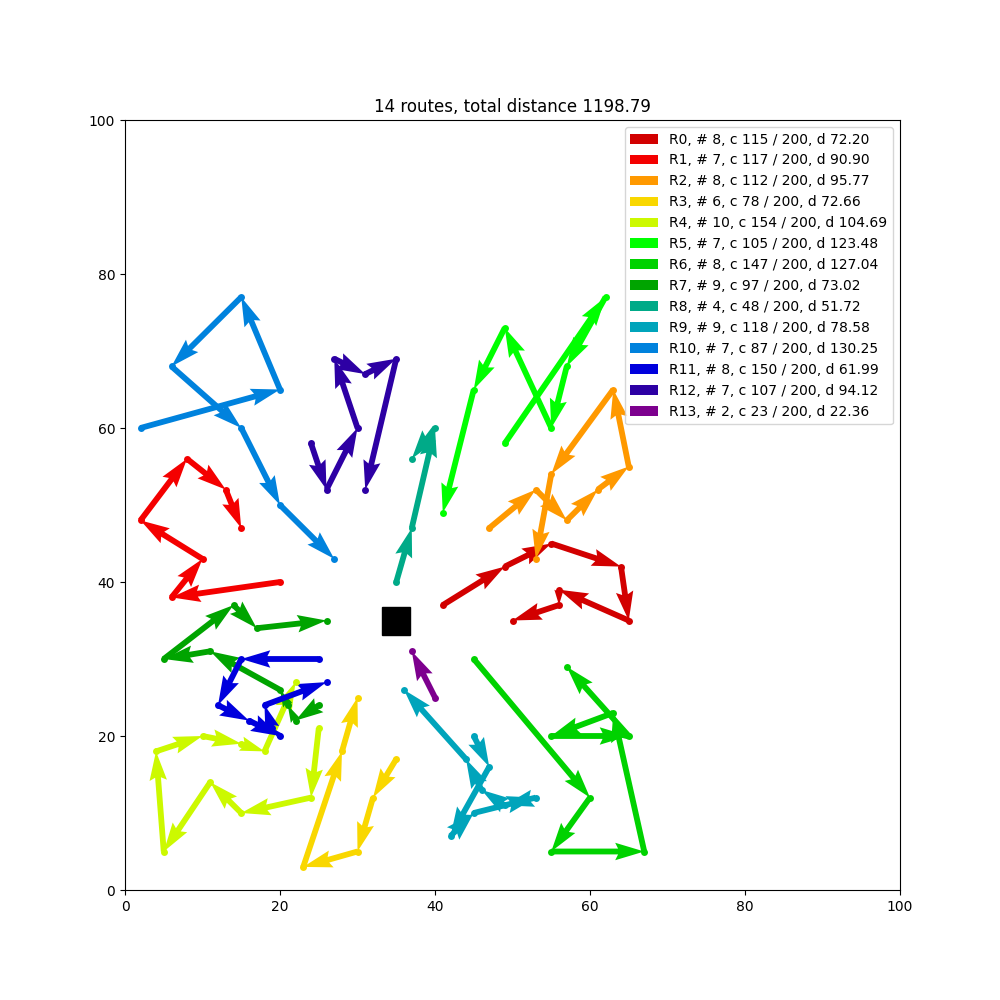 14 routes, total distance 1198.79
100
80
60
40
20
0
0 20 40 60 80 100
R0, # 8, c 115 / 200, d 72.20
R1, # 7, c 117 / 200, d 90.90
R2, # 8, c 112 / 200, d 95.77
R3, # 6, c 78 / 200, d 72.66
R4, # 10, c 154 / 200, d 104.69
R5, # 7, c 105 / 200, d 123.48
R6, # 8, c 147 / 200, d 127.04
R7, # 9, c 97 / 200, d 73.02
R8, # 4, c 48 / 200, d 51.72
R9, # 9, c 118 / 200, d 78.58
R10, # 7, c 87 / 200, d 130.25
R11, # 8, c 150 / 200, d 61.99
R12, # 7, c 107 / 200, d 94.12
R13, # 2, c 23 / 200, d 22.36